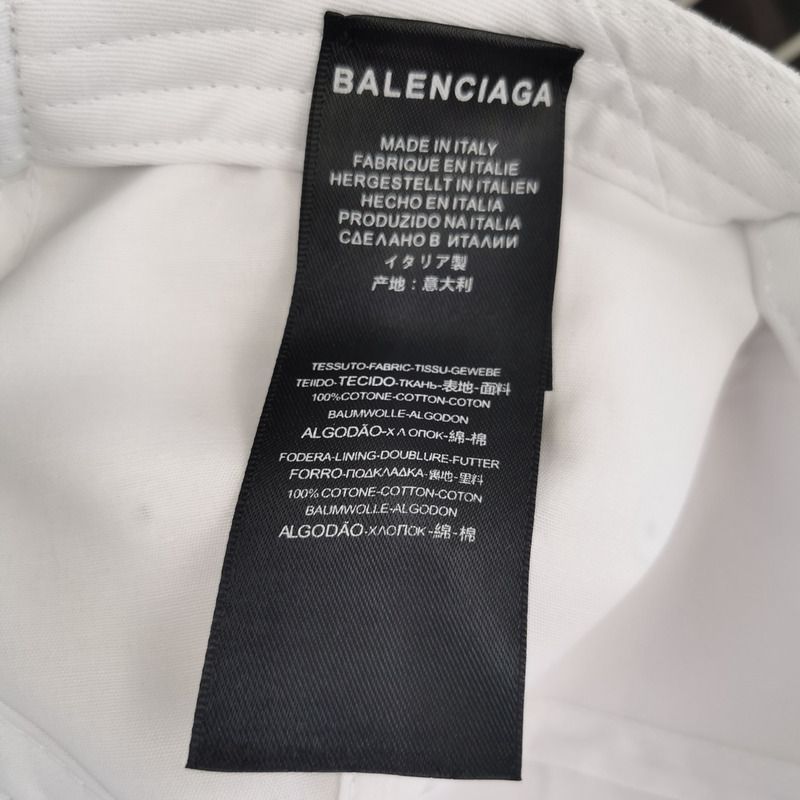 BALENCIAGA
MADE IN ITALY
FABRIQUE EN ITALIE
HERGESTELLT IN ITALIEN
HECHO EN ITALIA
PRODUZIDO NA ITALIA
СДЕЛАНО В ИТАЛИИ
イタリア製
产地：意大利
TESSUTO-FABRIC-TISSU-GEWEBE
TEIIDO-TECIDO-ТКАНЬ-表地-面料
100%COTONE-COTTON-COTON
BAUMWOLLE-ALGODON
ALGODÃO-ХЛОПОК-綿-棉
FODERA-LINING-DOUBLURE-FUTTER
FORRO-ПОДКЛАДКА-裏地-里料
100%COTONE-COTTON-COTON
BAUMWOLLE-ALGODON
ALGODÃO-ХЛОПОК-綿-棉